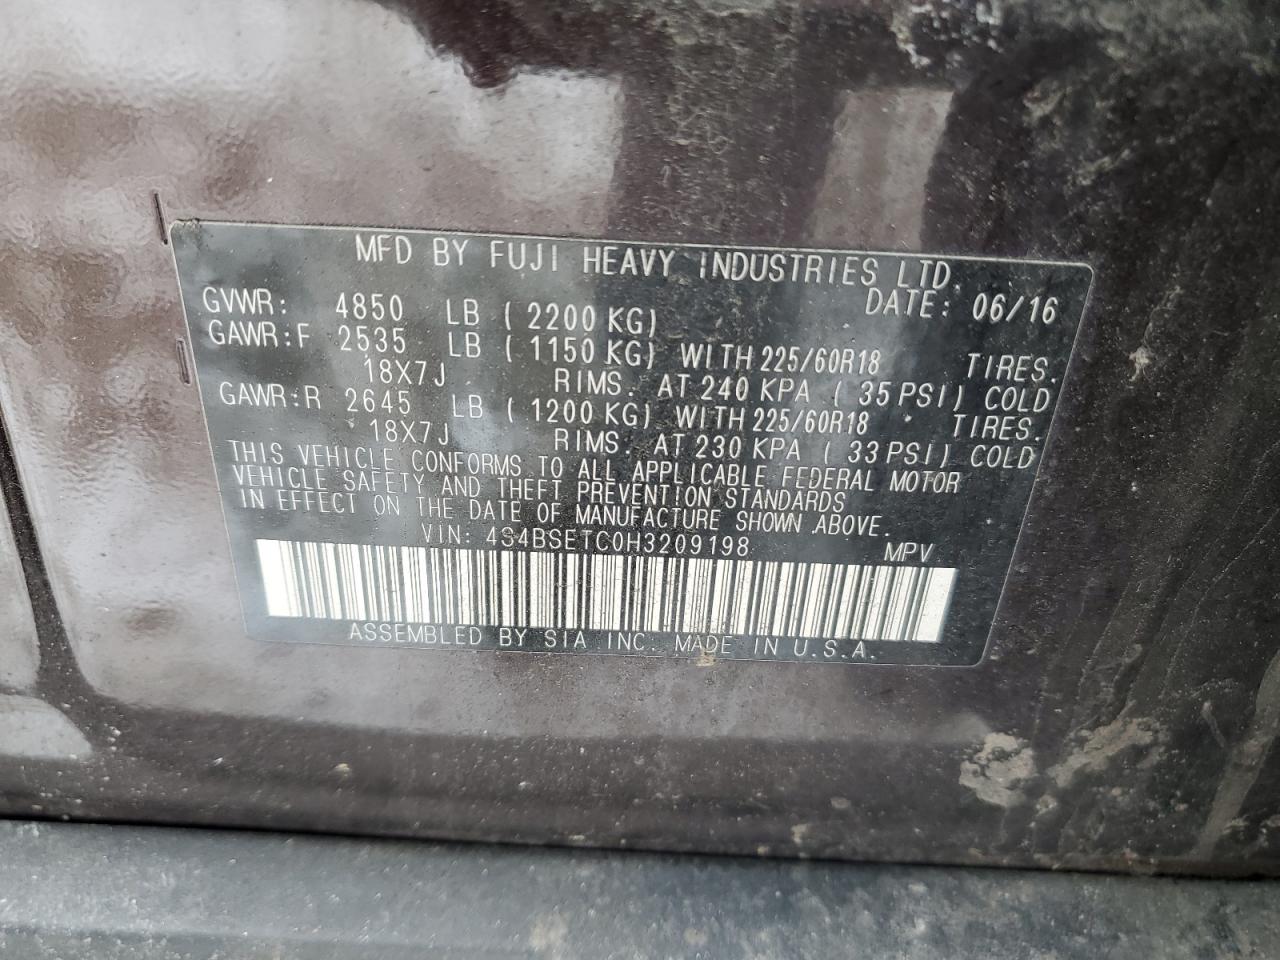 MFD BY FUJI HEAVY INDUSTRIES LTD.
DATE: 06/16
GVWR: 4850 LB ( 2200 KG)
GAWR:F 2535 LB ( 1150 KG) WITH 225/60R18 TIRES.
18X7J RIMS. AT 240 KPA ( 35 PSI) COLD
GAWR:R 2645 LB ( 1200 KG) WITH 225/60R18 TIRES.
18X7J RIMS. AT 230 KPA ( 33 PSI) COLD
THIS VEHICLE CONFORMS TO ALL APPLICABLE FEDERAL MOTOR
VEHICLE SAFETY AND THEFT PREVENTION STANDARDS
IN EFFECT ON THE DATE OF MANUFACTURE SHOWN ABOVE.
VIN: 4S4BSETC0H3209198 MPV
ASSEMBLED BY SIA INC. MADE IN U.S.A.